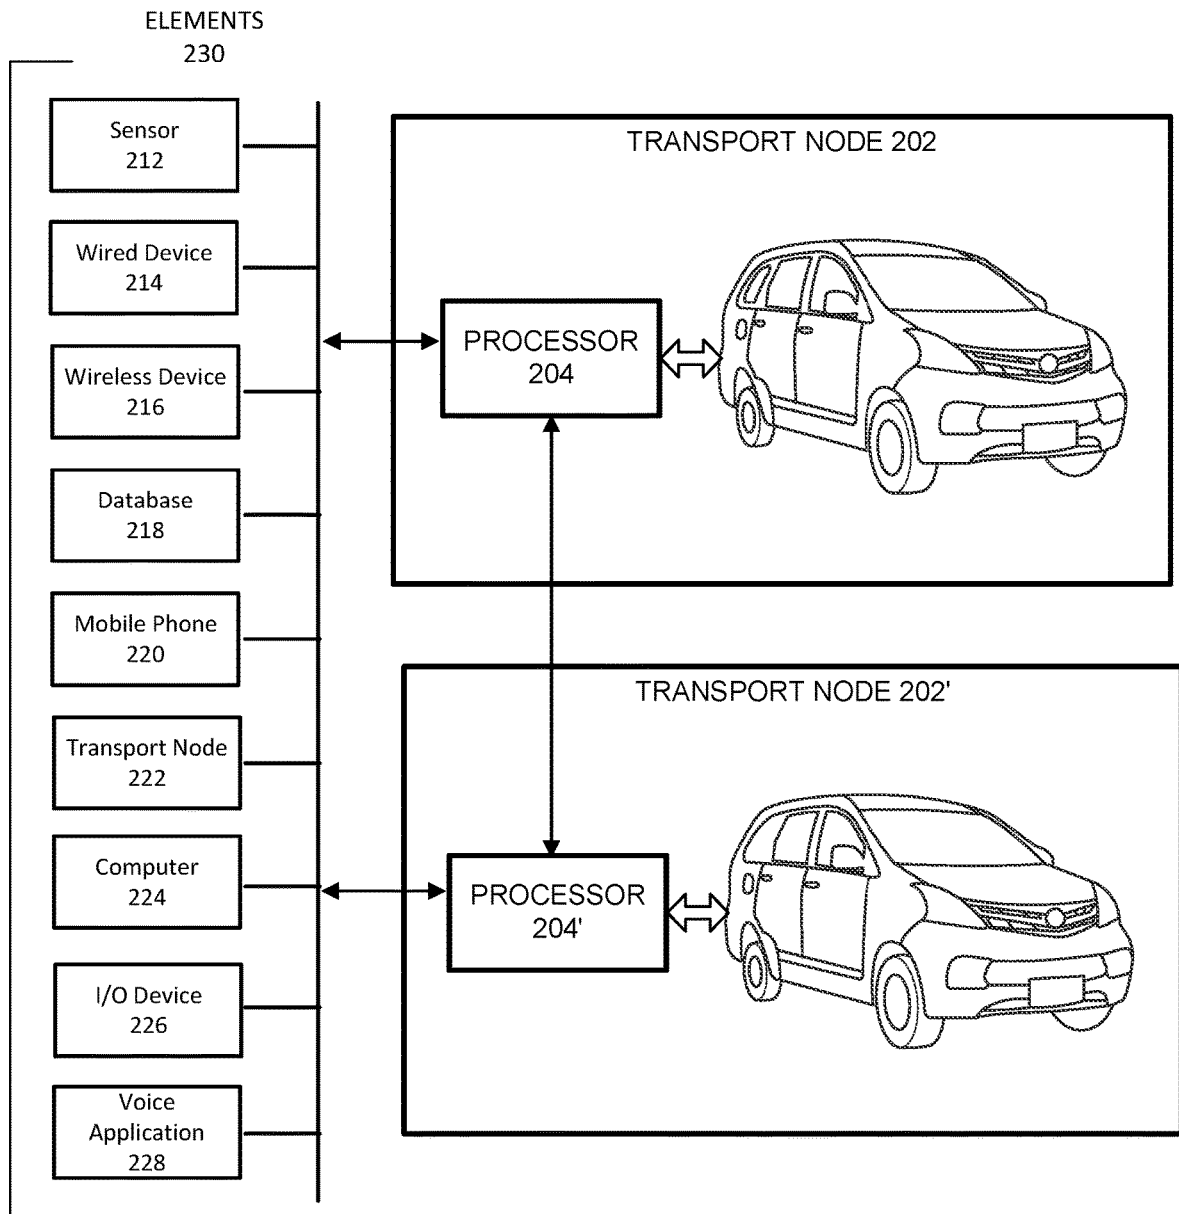 ELEMENTS
230
Sensor
212
Wired Device
214
Wireless Device
216
Database
218
Mobile Phone
220
Transport Node
222
Computer
224
I/O Device
226
Voice
Application
228
TRANSPORT NODE 202
PROCESSOR
204
TRANSPORT NODE 202'
PROCESSOR
204'